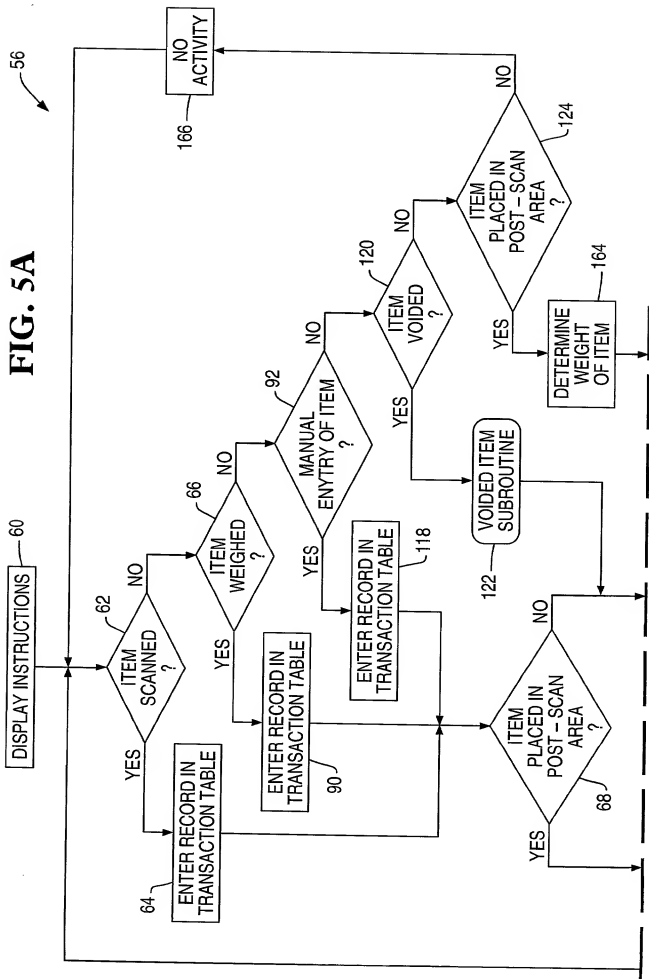 FIG. 5A
56
DISPLAY INSTRUCTIONS
60
ITEM
SCANNED
?
62
YES
NO
ENTER RECORD IN
TRANSACTION TABLE
64
ITEM
WEIGHED
?
66
YES
NO
ENTER RECORD IN
TRANSACTION TABLE
90
MANUAL
ENYTRY OF ITEM
?
92
YES
NO
ENTER RECORD IN
TRANSACTION TABLE
118
ITEM
VOIDED
?
120
YES
NO
VOIDED ITEM
SUBROUTINE
122
ITEM
PLACED IN
POST – SCAN
AREA
?
124
YES
NO
DETERMINE
WEIGHT
OF ITEM
164
NO
ACTIVITY
166
ITEM
PLACED IN
POST – SCAN
AREA
?
68
YES
NO